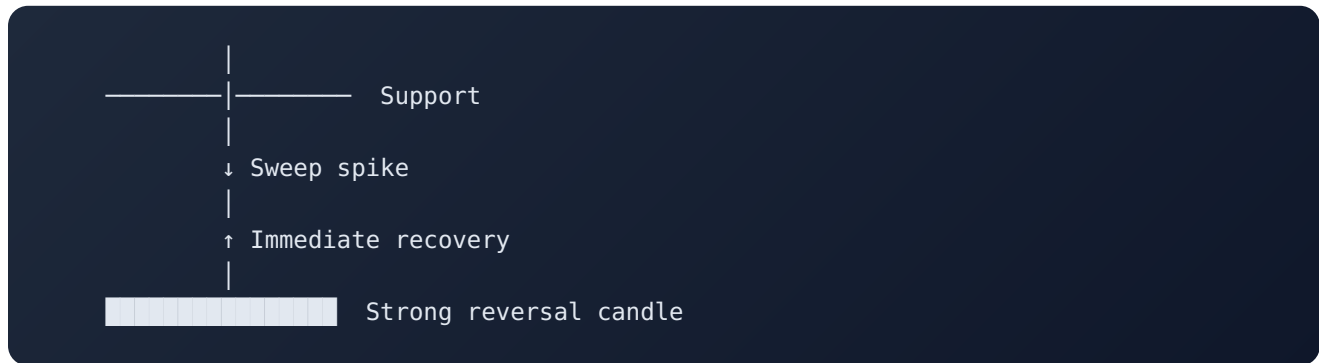 │
────────│──────── Support
│
↓ Sweep spike
│
↑ Immediate recovery
│
████████████████ Strong reversal candle